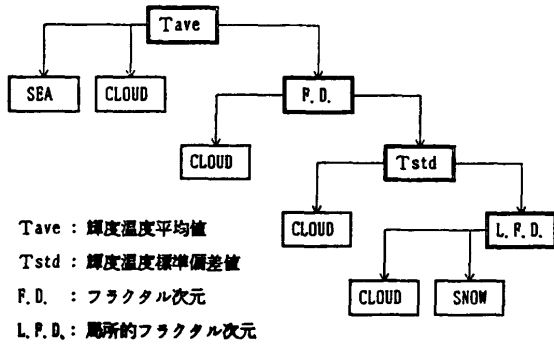 Tave
SEA
CLOUD
F. D.
CLOUD
Tstd
CLOUD
L. F. D.
CLOUD
SNOW
Tave : 輝度温度平均値
Tstd : 輝度温度標準偏差値
F. D. : フラクタル次元
L. F. D. : 局所的フラクタル次元